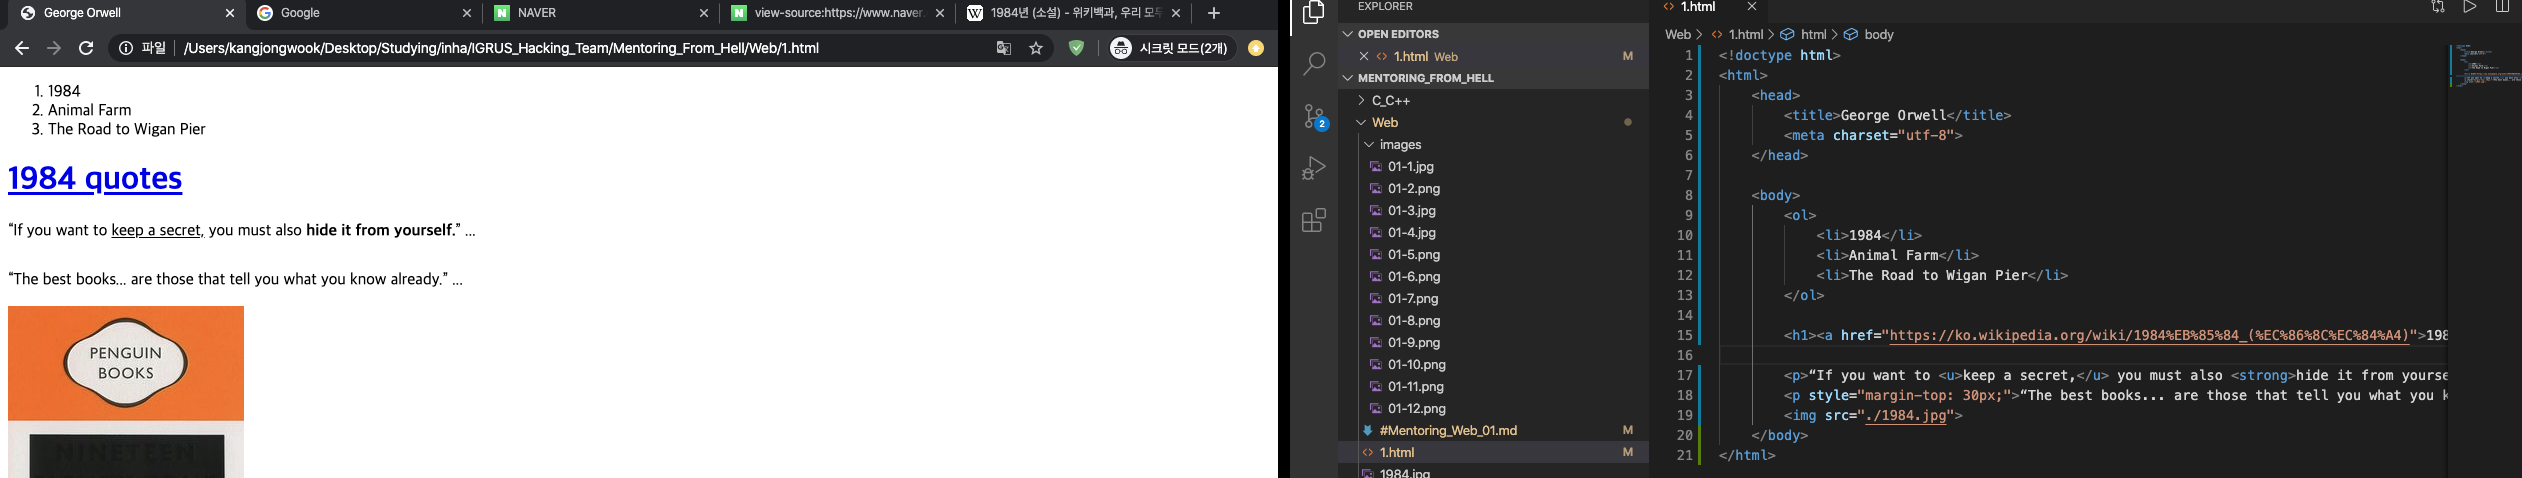 George Orwell
Google
NAVER
view-source:https://www.naver.
1984년 (소설) - 위키백과, 우리 모두
파일
/Users/kangjongwook/Desktop/Studying/inha/IGRUS_Hacking_Team/Mentoring_From_Hell/Web/1.html
시크릿 모드(2개)
1. 1984
2. Animal Farm
3. The Road to Wigan Pier
1984 quotes
“If you want to keep a secret, you must also hide it from yourself.” ...
“The best books... are those that tell you what you know already.” ...
PENGUIN
BOOKS
NINETEEN
EXPLORER
OPEN EDITORS
1.html Web M
MENTORING_FROM_HELL
C_C++
Web
images
01-1.jpg
01-2.png
01-3.jpg
01-4.jpg
01-5.png
01-6.png
01-7.png
01-8.png
01-9.png
01-10.png
01-11.png
01-12.png
#Mentoring_Web_01.md M
1.html M
1984.jpg
2
1.html
Web > 1.html > html > body
1 <!doctype html>
2 <html>
3 <head>
4 <title>George Orwell</title>
5 <meta charset="utf-8">
6 </head>
7
8 <body>
9 <ol>
10 <li>1984</li>
11 <li>Animal Farm</li>
12 <li>The Road to Wigan Pier</li>
13 </ol>
14
15 <h1><a href="https://ko.wikipedia.org/wiki/1984%EB%85%84_(%EC%86%8C%EC%84%A4)">198
16
17 <p>“If you want to <u>keep a secret,</u> you must also <strong>hide it from yourse
18 <p style="margin-top: 30px;">“The best books... are those that tell you what you k
19 <img src="./1984.jpg">
20 </body>
21 </html>